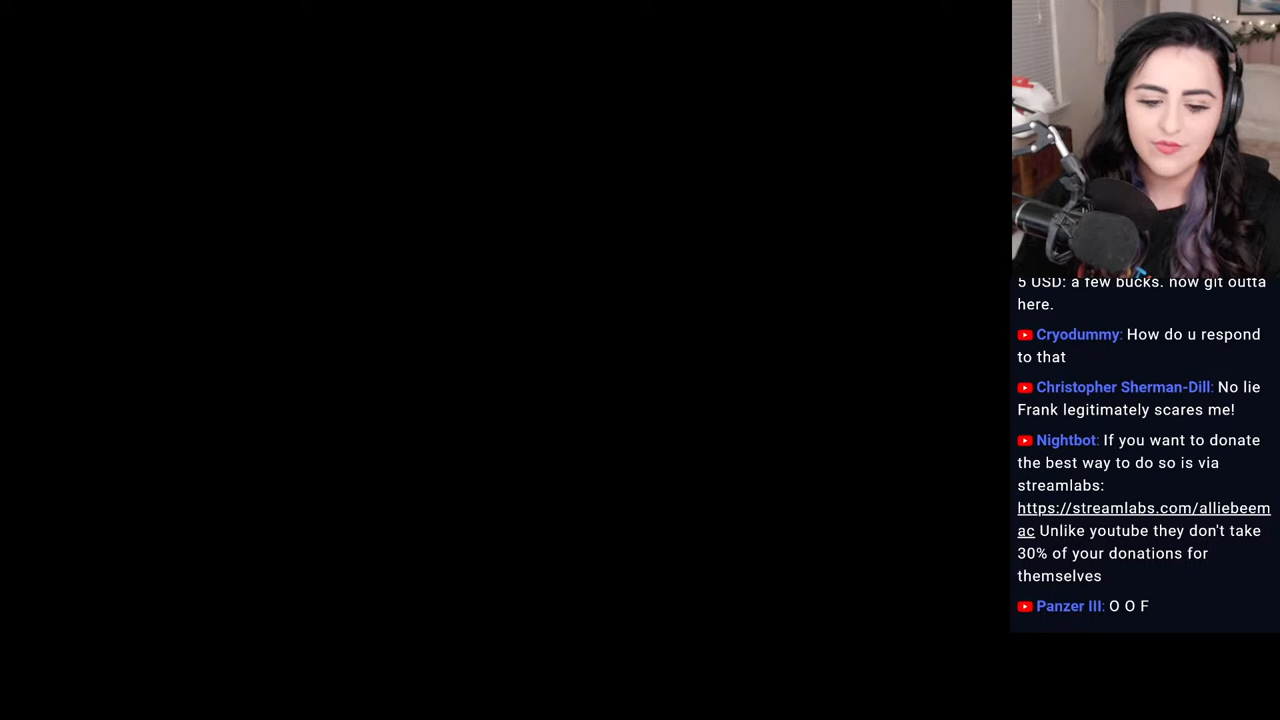 5 USD: a few bucks. now git outta
here.
Cryodummy: How do u respond
to that
Christopher Sherman-Dill: No lie
Frank legitimately scares me!
Nightbot: If you want to donate
the best way to do so is via
streamlabs:
https://streamlabs.com/alliebeem
ac Unlike youtube they don't take
30% of your donations for
themselves
Panzer III: O O F